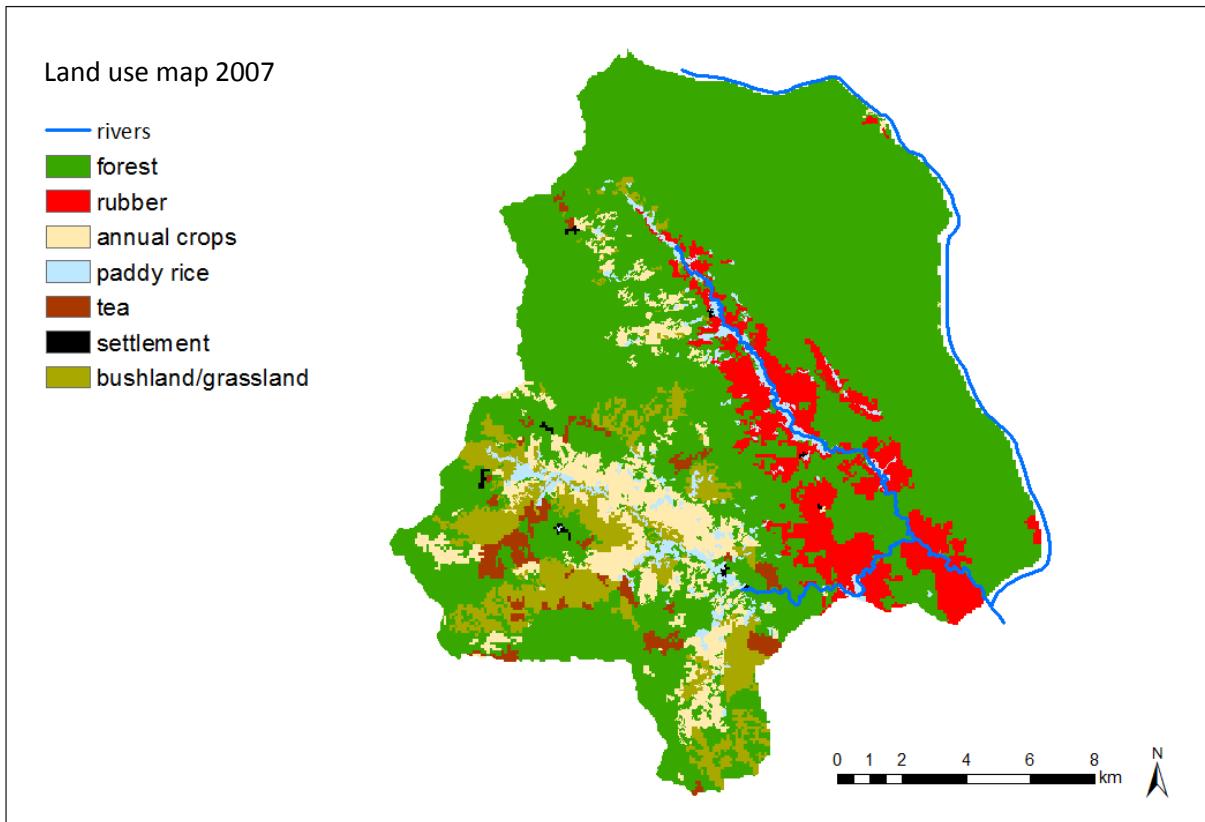 Land use map 2007
rivers
forest
rubber
annual crops
paddy rice
tea
settlement
bushland/grassland
0 1 2 4 6 8
km
N